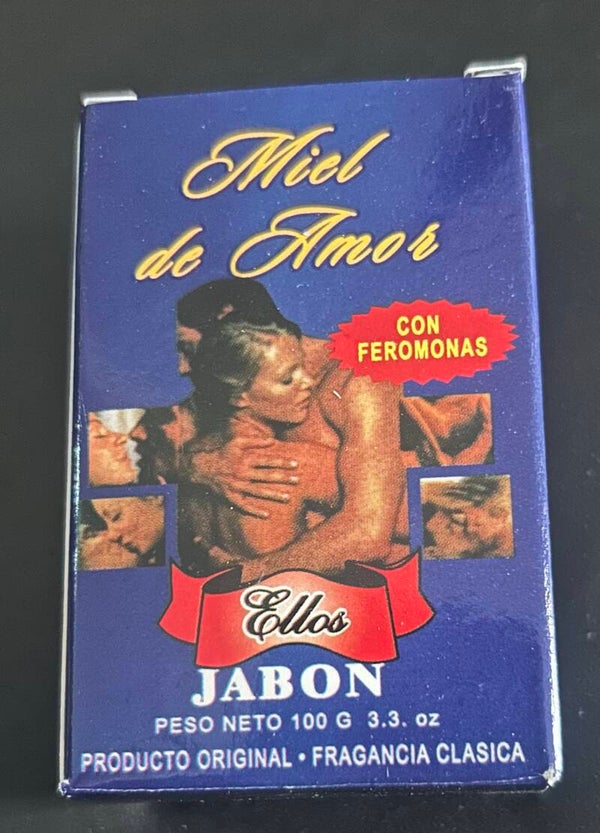 Miel
de Amor
CON
FEROMONAS
Ellos
JABON
PESO NETO 100 G 3.3. oz
PRODUCTO ORIGINAL • FRAGANCIA CLASICA